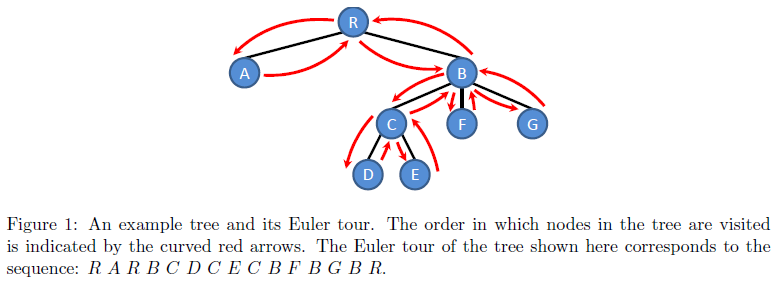 R
A
B
C
F
G
D
E
Figure 1: An example tree and its Euler tour. The order in which nodes in the tree are visited
is indicated by the curved red arrows. The Euler tour of the tree shown here corresponds to the
sequence: R A R B C D C E C B F B G B R.